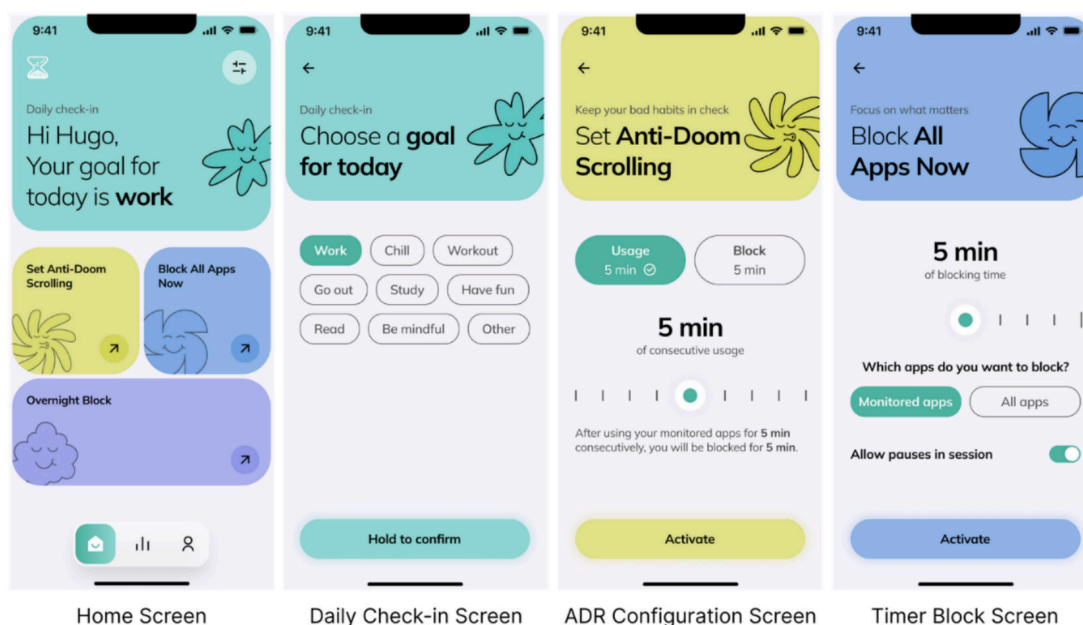 9:41
Daily check-in
Hi Hugo,
Your goal for
today is work
Set Anti-Doom
Scrolling
Block All Apps
Now
Overnight Block
Home Screen
9:41
Daily check-in
Choose a goal
for today
Work
Chill
Workout
Go out
Study
Have fun
Read
Be mindful
Other
Hold to confirm
Daily Check-in Screen
9:41
Keep your bad habits in check
Set Anti-Doom
Scrolling
Usage
5 min
Block
5 min
5 min
of consecutive usage
After using your monitored apps for 5 min
consecutively, you will be blocked for 5 min.
Activate
ADR Configuration Screen
9:41
Focus on what matters
Block All
Apps Now
5 min
of blocking time
Which apps do you want to block?
Monitored apps
All apps
Allow pauses in session
Activate
Timer Block Screen